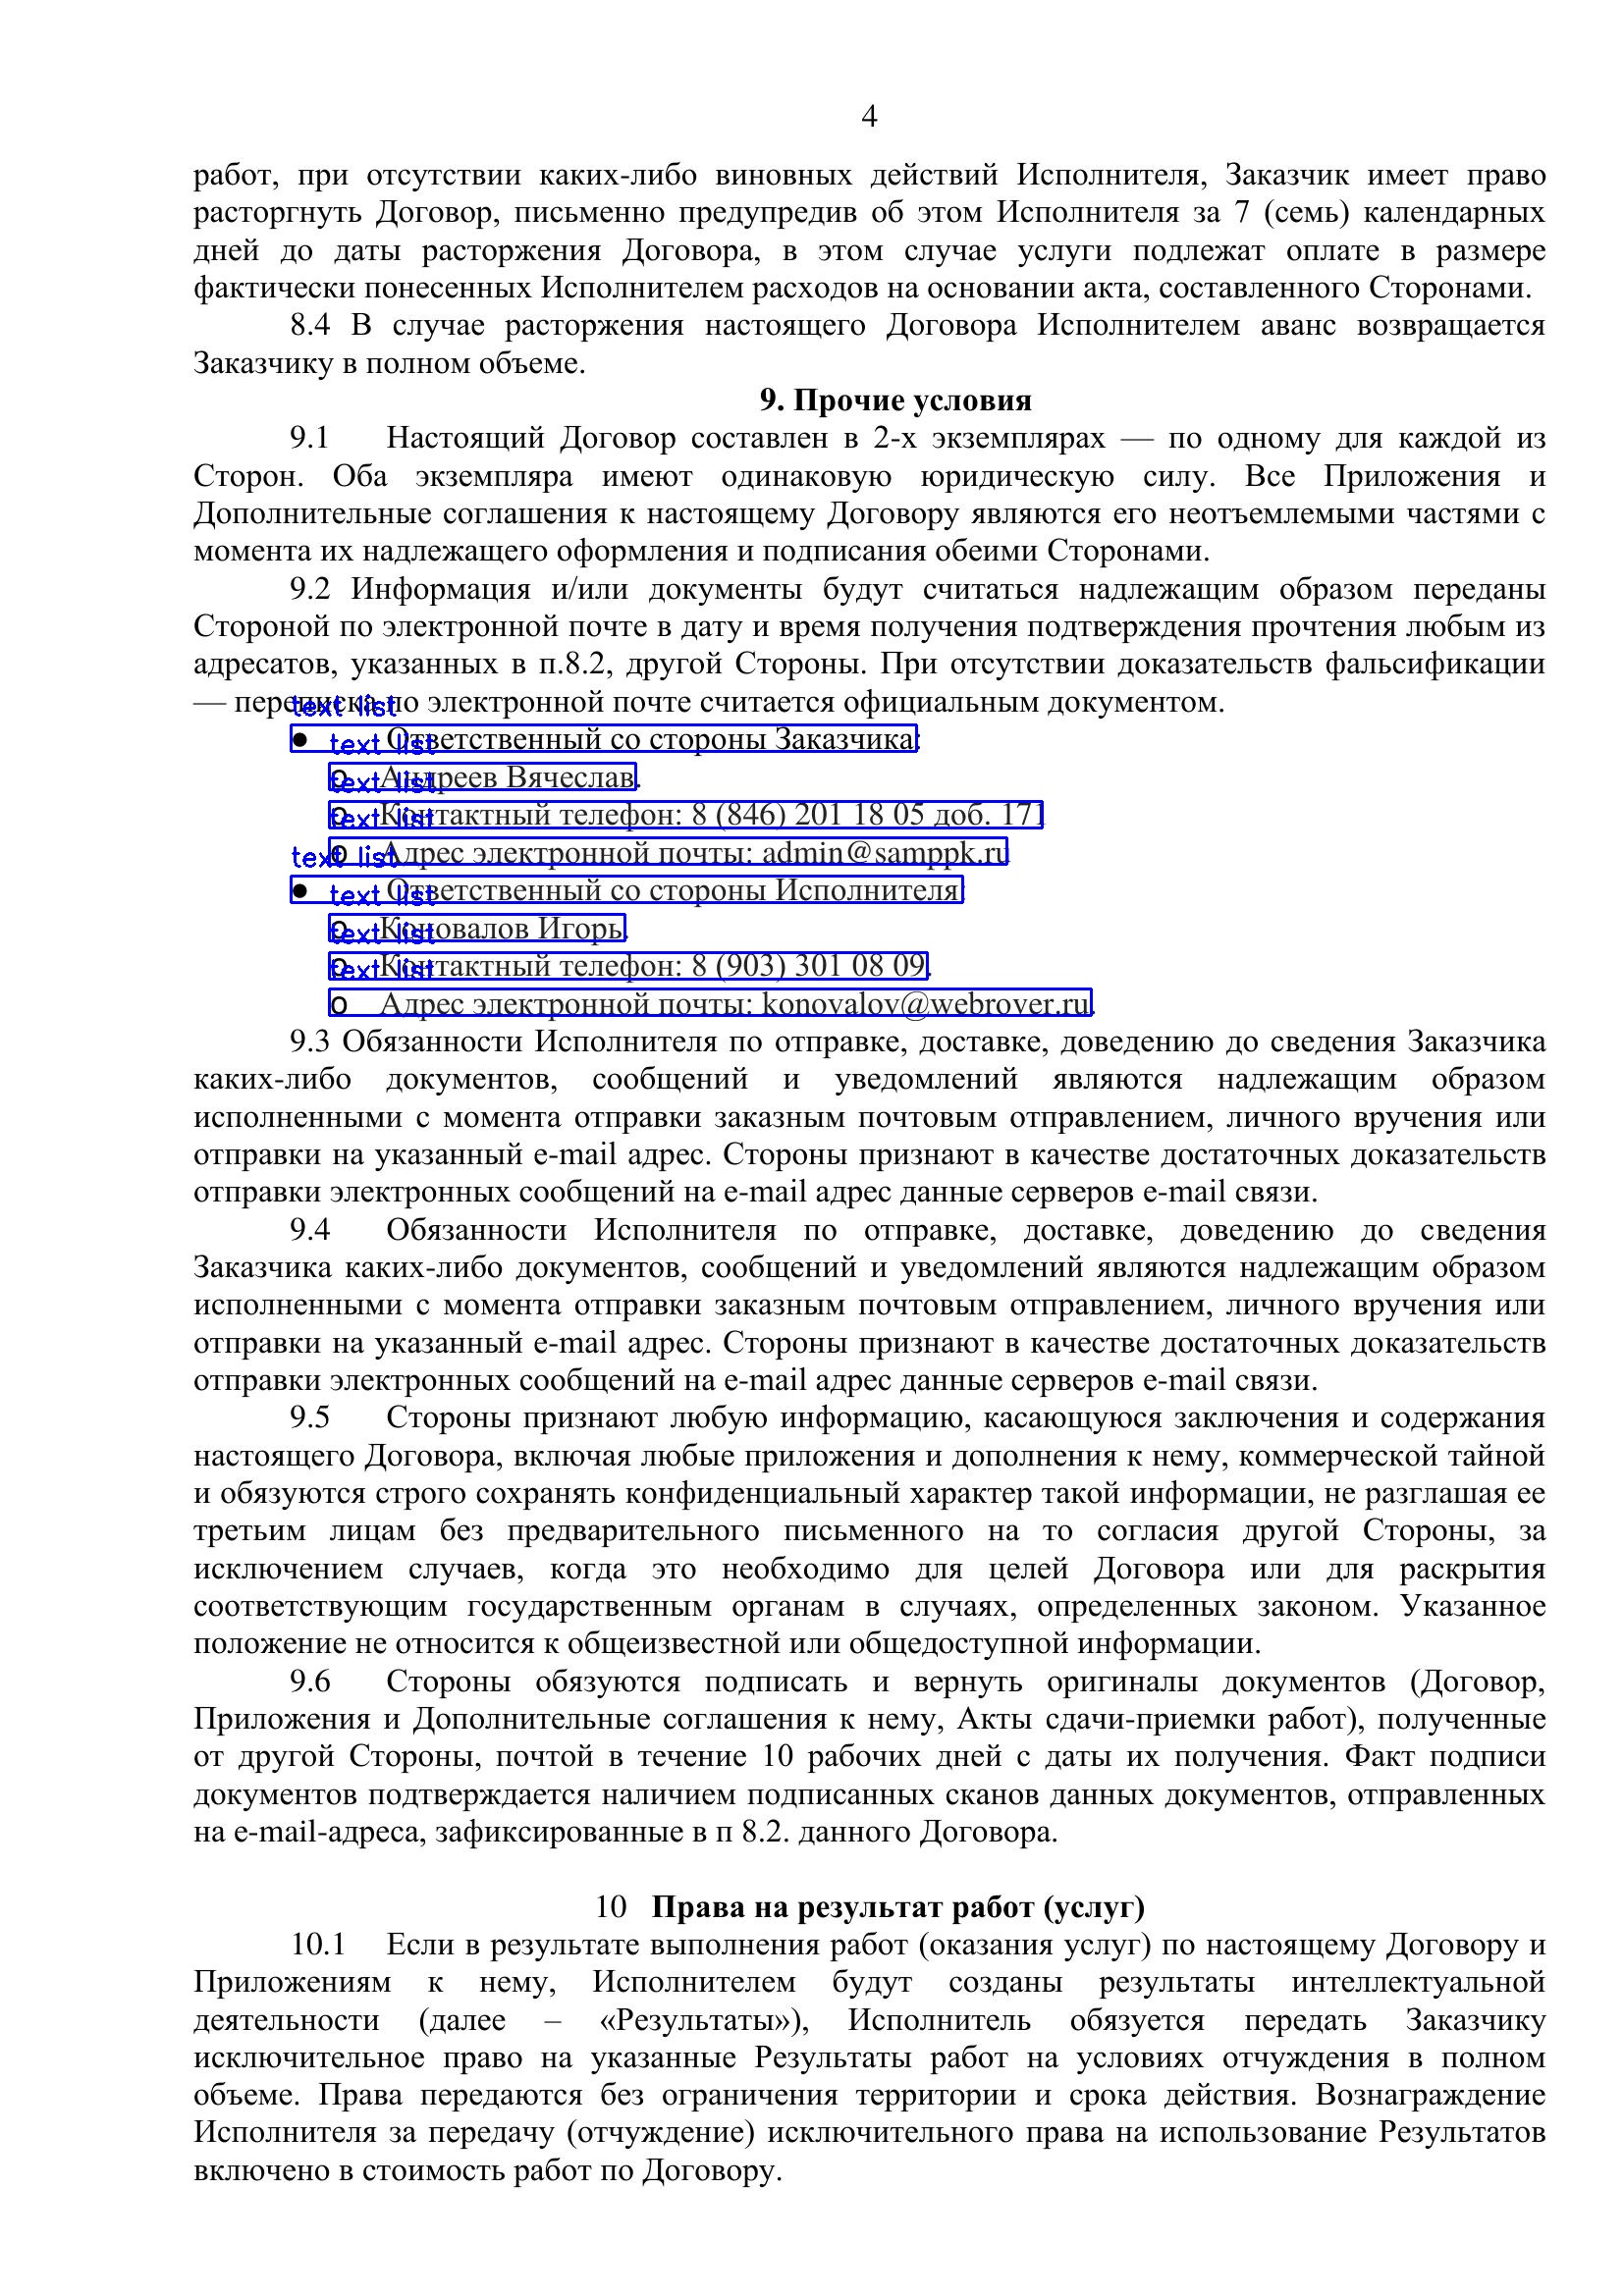 4
работ, при отсутствии каких-либо виновных действий Исполнителя, Заказчик имеет право
расторгнуть Договор, письменно предупредив об этом Исполнителя за 7 (семь) календарных
дней до даты расторжения Договора, в этом случае услуги подлежат оплате в размере
фактически понесенных Исполнителем расходов на основании акта, составленного Сторонами.
8.4 В случае расторжения настоящего Договора Исполнителем аванс возвращается
Заказчику в полном объеме.
9. Прочие условия
9.1 Настоящий Договор составлен в 2-х экземплярах — по одному для каждой из
Сторон. Оба экземпляра имеют одинаковую юридическую силу. Все Приложения и
Дополнительные соглашения к настоящему Договору являются его неотъемлемыми частями с
момента их надлежащего оформления и подписания обеими Сторонами.
9.2 Информация и/или документы будут считаться надлежащим образом переданы
Стороной по электронной почте в дату и время получения подтверждения прочтения любым из
адресатов, указанных в п.8.2, другой Стороны. При отсутствии доказательств фальсификации
— переписка по электронной почте считается официальным документом.
text list
● Ответственный со стороны Заказчика:
text list
o Андреев Вячеслав.
text list
o Контактный телефон: 8 (846) 201 18 05 доб. 171
text list
o Адрес электронной почты: admin@samppk.ru
text list
● Ответственный со стороны Исполнителя:
text list
o Коновалов Игорь.
text list
o Контактный телефон: 8 (903) 301 08 09.
text list
o Адрес электронной почты: konovalov@webrover.ru.
9.3 Обязанности Исполнителя по отправке, доставке, доведению до сведения Заказчика
каких-либо документов, сообщений и уведомлений являются надлежащим образом
исполненными с момента отправки заказным почтовым отправлением, личного вручения или
отправки на указанный e-mail адрес. Стороны признают в качестве достаточных доказательств
отправки электронных сообщений на e-mail адрес данные серверов e-mail связи.
9.4 Обязанности Исполнителя по отправке, доставке, доведению до сведения
Заказчика каких-либо документов, сообщений и уведомлений являются надлежащим образом
исполненными с момента отправки заказным почтовым отправлением, личного вручения или
отправки на указанный e-mail адрес. Стороны признают в качестве достаточных доказательств
отправки электронных сообщений на e-mail адрес данные серверов e-mail связи.
9.5 Стороны признают любую информацию, касающуюся заключения и содержания
настоящего Договора, включая любые приложения и дополнения к нему, коммерческой тайной
и обязуются строго сохранять конфиденциальный характер такой информации, не разглашая ее
третьим лицам без предварительного письменного на то согласия другой Стороны, за
исключением случаев, когда это необходимо для целей Договора или для раскрытия
соответствующим государственным органам в случаях, определенных законом. Указанное
положение не относится к общеизвестной или общедоступной информации.
9.6 Стороны обязуются подписать и вернуть оригиналы документов (Договор,
Приложения и Дополнительные соглашения к нему, Акты сдачи-приемки работ), полученные
от другой Стороны, почтой в течение 10 рабочих дней с даты их получения. Факт подписи
документов подтверждается наличием подписанных сканов данных документов, отправленных
на e-mail-адреса, зафиксированные в п 8.2. данного Договора.
10 Права на результат работ (услуг)
10.1 Если в результате выполнения работ (оказания услуг) по настоящему Договору и
Приложениям к нему, Исполнителем будут созданы результаты интеллектуальной
деятельности (далее – «Результаты»), Исполнитель обязуется передать Заказчику
исключительное право на указанные Результаты работ на условиях отчуждения в полном
объеме. Права передаются без ограничения территории и срока действия. Вознаграждение
Исполнителя за передачу (отчуждение) исключительного права на использование Результатов
включено в стоимость работ по Договору.